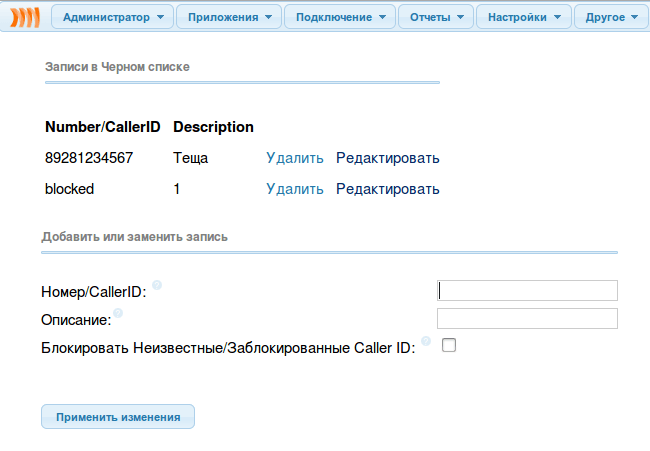 Администратор Приложения Подключение Отчеты Настройки Другое
Записи в Черном списке
Number/CallerID Description
89281234567 Теща Удалить Редактировать
blocked 1 Удалить Редактировать
Добавить или заменить запись
Номер/CallerID: ?
Описание: ?
Блокировать Неизвестные/Заблокированные Caller ID: ?
Применить изменения